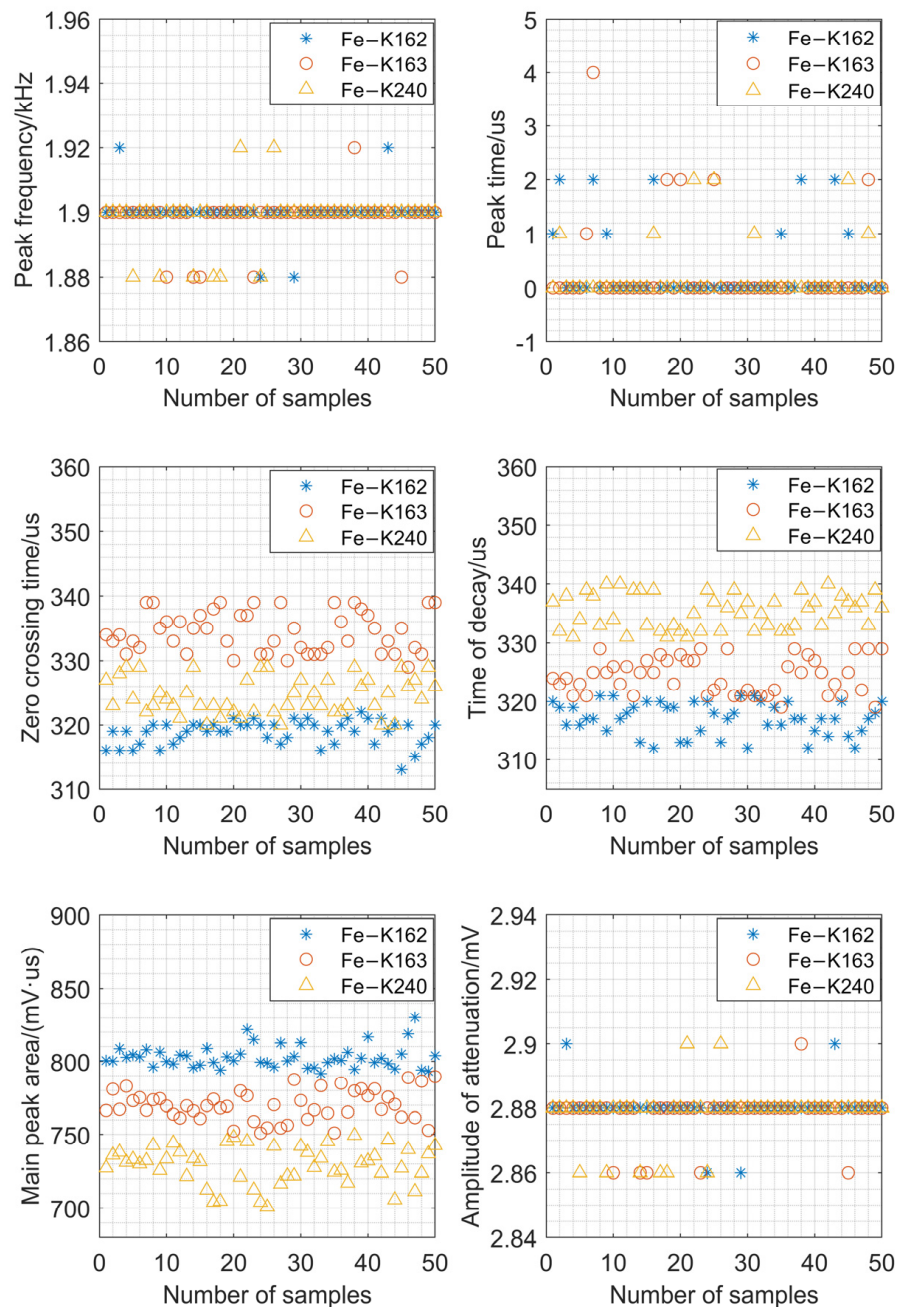 1.96
1.94
1.92
1.9
1.88
1.86
Peak frequency/kHz
Fe−K162
Fe−K163
Fe−K240
0 10 20 30 40 50
Number of samples
5
4
3
2
1
0
-1
Peak time/us
Fe−K162
Fe−K163
Fe−K240
0 10 20 30 40 50
Number of samples
360
350
340
330
320
310
Zero crossing time/us
Fe−K162
Fe−K163
Fe−K240
0 10 20 30 40 50
Number of samples
360
350
340
330
320
310
Time of decay/us
Fe−K162
Fe−K163
Fe−K240
0 10 20 30 40 50
Number of samples
900
850
800
750
700
Main peak area/(mV·us)
Fe−K162
Fe−K163
Fe−K240
0 10 20 30 40 50
Number of samples
2.94
2.92
2.9
2.88
2.86
2.84
Amplitude of attenuation/mV
Fe−K162
Fe−K163
Fe−K240
0 10 20 30 40 50
Number of samples